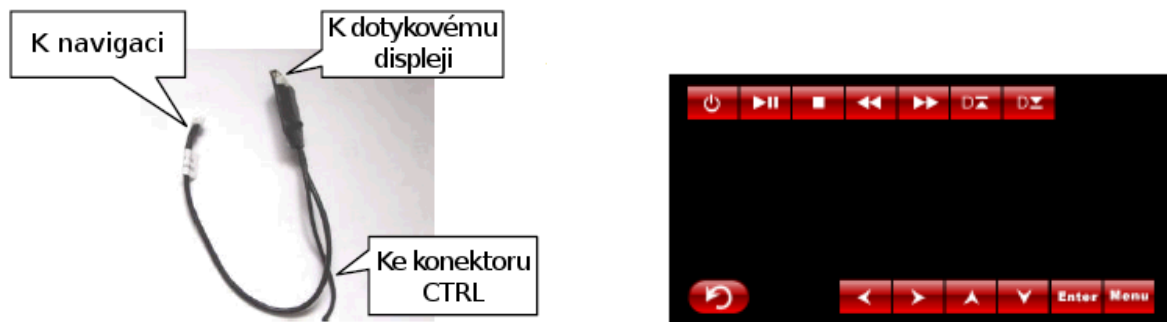 K navigaci
K dotykovému
displeji
Ke konektoru
CTRL
D
D
Enter Menu